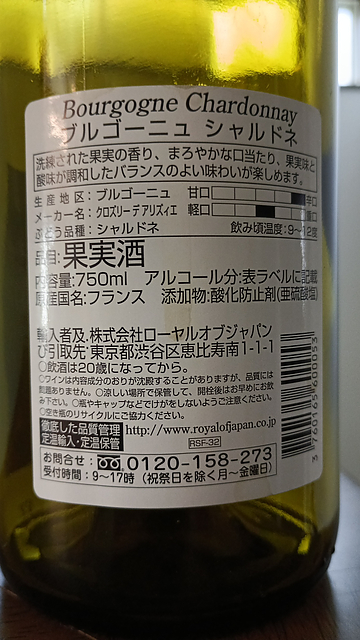 Bourgogne Chardonnay
ブルゴーニュ シャルドネ
洗練された果実の香り、まろやかな口当たり、果実味と
酸味が調和したバランスのよい味わいが楽しめます。
生産地区:ブルゴーニュ 甘口 辛口
メーカー名:クロズリーデアリズィエ 軽口
ぶどう品種:シャルドネ 飲み頃温度:9~12度
品目:果実酒
内容量:750ml アルコール分:表ラベルに記載
原産国名:フランス 添加物:酸化防止剤(亜硫酸塩)
輸入者及 株式会社ローヤルオブジャパン
び引取先 東京都渋谷区恵比寿南1-1-1
○飲酒は20歳になってから。
○ワインは内容成分のおりが沈殿することがありますが、品質には
問題ありません。○涼しい場所で保管して、開栓後はお早めにお飲
み下さい。○瓶やキャップなどでけがをしないようご注意ください。
○空き瓶のリサイクルにご協力ください。
徹底した品質管理 http://www.royalofjapan.co.jp
定温輸入・定温保管 RSF-32
お問合せ:0120-158-273
受付時間:9~17時(祝祭日を除く月~金曜日)
3 760165 600053